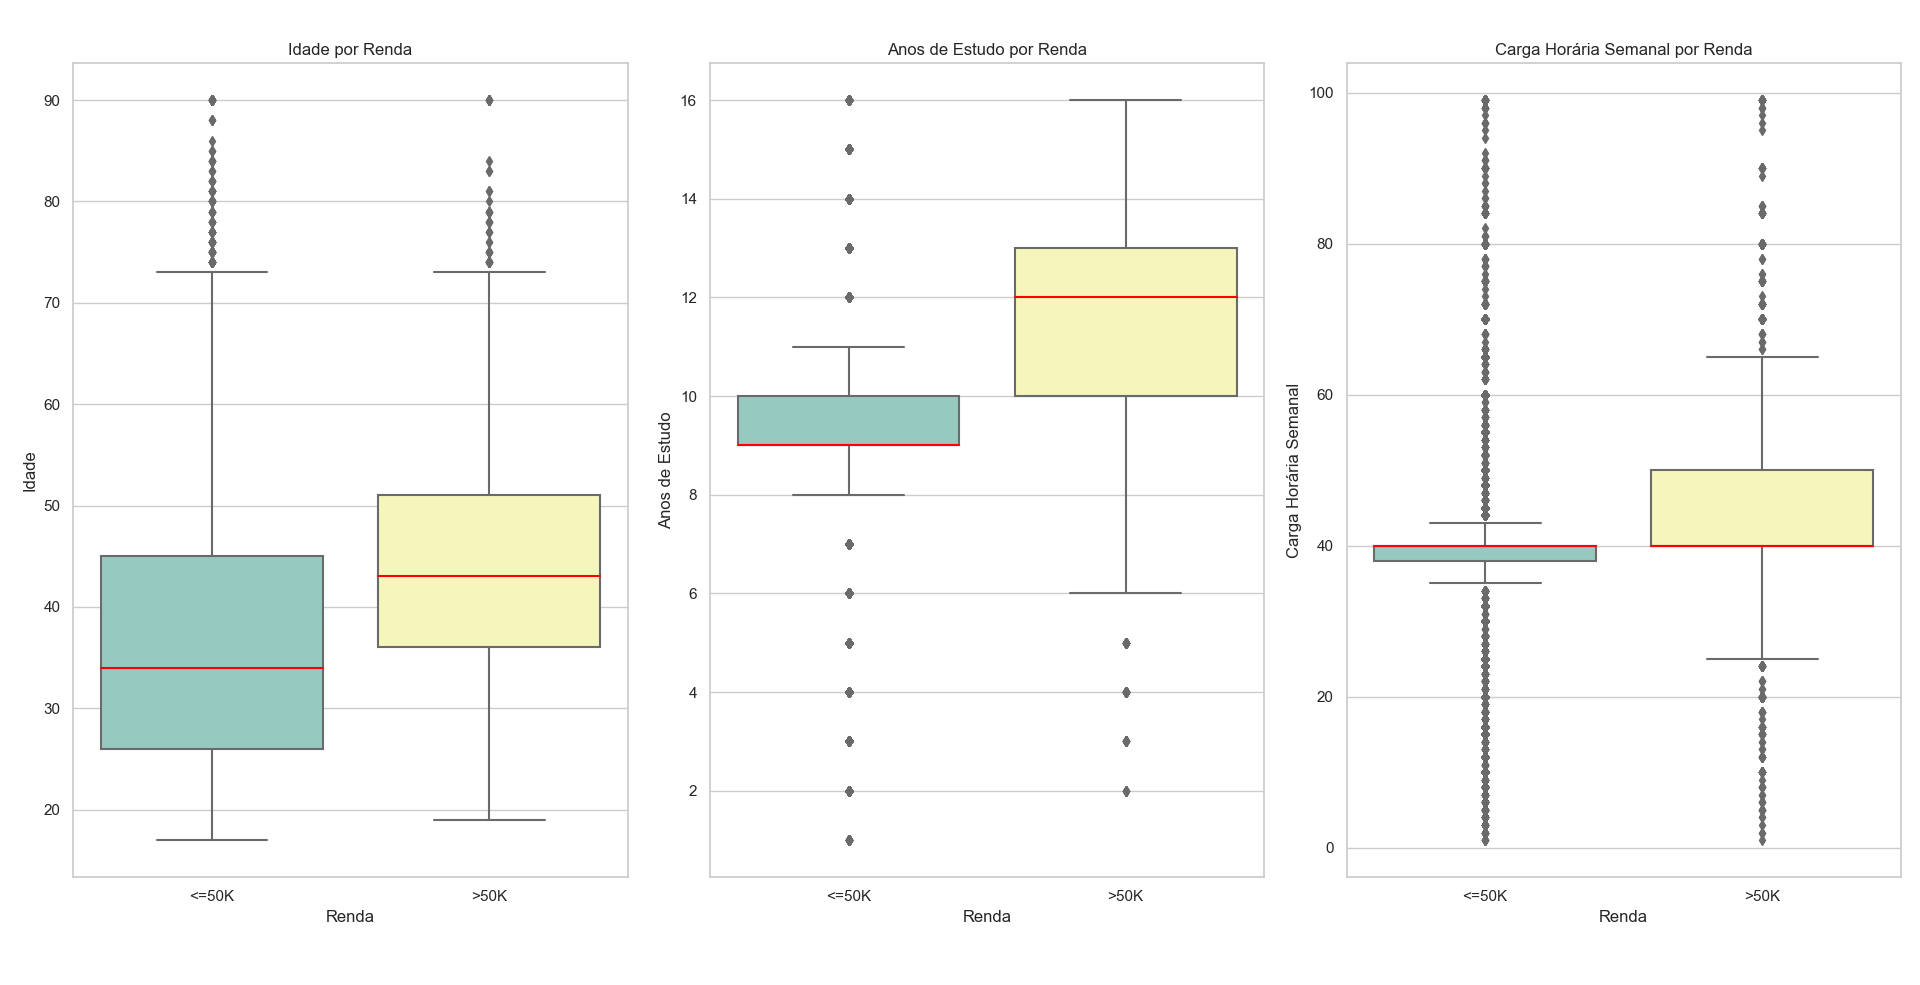 Idade por Renda
90
80
70
60
50
40
30
20
Idade
<=50K
>50K
Renda
Anos de Estudo por Renda
16
14
12
10
8
6
4
2
Anos de Estudo
<=50K
>50K
Renda
Carga Horária Semanal por Renda
100
80
60
40
20
0
Carga Horária Semanal
<=50K
>50K
Renda